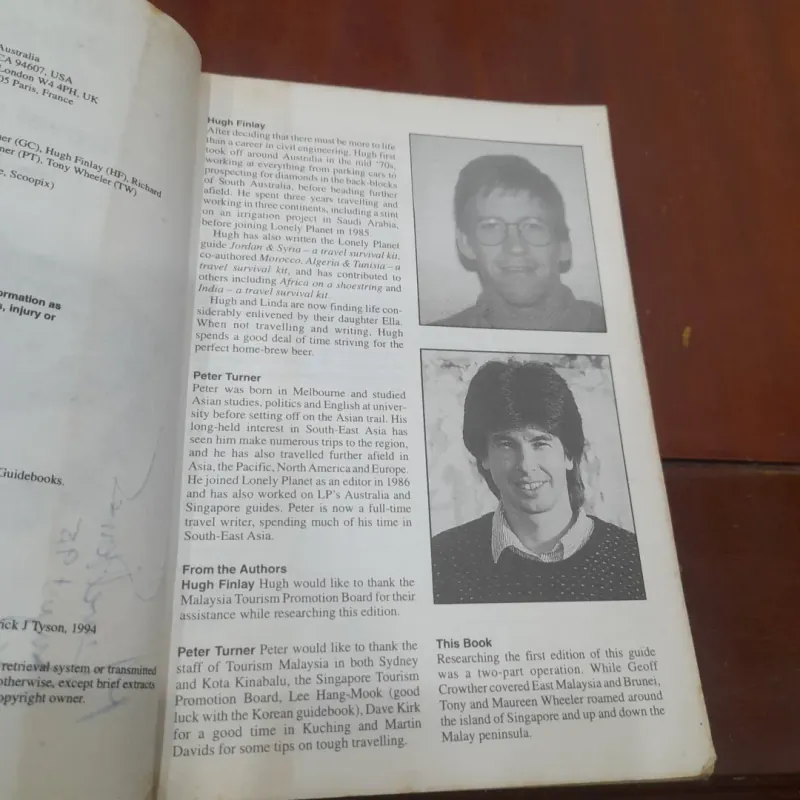 Australia
CA 94607, USA
London W4 4PH, UK
Paris, France
(GC), Hugh Finlay (HF), Richard
(PT), Tony Wheeler (TW)
Scoopix)
ormation as
, injury or
Guidebooks.
ick J Tyson, 1994
retrieval system or transmitted
otherwise, except brief extracts
opyright owner.
Hugh Finlay
After deciding that there must be more to life
than a career in civil engineering, Hugh first
took off around Australia in the mid '70s,
working at everything from parking cars to
prospecting for diamonds in the back-blocks
of South Australia, before heading further
afield. He spent three years travelling and
working in three continents, including a stint
on an irrigation project in Saudi Arabia,
before joining Lonely Planet in 1985.
Hugh has also written the Lonely Planet
guide Jordan & Syria – a travel survival kit,
co-authored Morocco, Algeria & Tunisia – a
travel survival kit, and has contributed to
others including Africa on a shoestring and
India – a travel survival kit.
Hugh and Linda are now finding life con-
siderably enlivened by their daughter Ella.
When not travelling and writing, Hugh
spends a good deal of time striving for the
perfect home-brew beer.
Peter Turner
Peter was born in Melbourne and studied
Asian studies, politics and English at univer-
sity before setting off on the Asian trail. His
long-held interest in South-East Asia has
seen him make numerous trips to the region,
and he has also travelled further afield in
Asia, the Pacific, North America and Europe.
He joined Lonely Planet as an editor in 1986
and has also worked on LP's Australia and
Singapore guides. Peter is now a full-time
travel writer, spending much of his time in
South-East Asia.
From the Authors
Hugh Finlay Hugh would like to thank the
Malaysia Tourism Promotion Board for their
assistance while researching this edition.
Peter Turner Peter would like to thank the
staff of Tourism Malaysia in both Sydney
and Kota Kinabalu, the Singapore Tourism
Promotion Board, Lee Hang-Mook (good
luck with the Korean guidebook), Dave Kirk
for a good time in Kuching and Martin
Davids for some tips on tough travelling.
This Book
Researching the first edition of this guide
was a two-part operation. While Geoff
Crowther covered East Malaysia and Brunei,
Tony and Maureen Wheeler roamed around
the island of Singapore and up and down the
Malay peninsula.